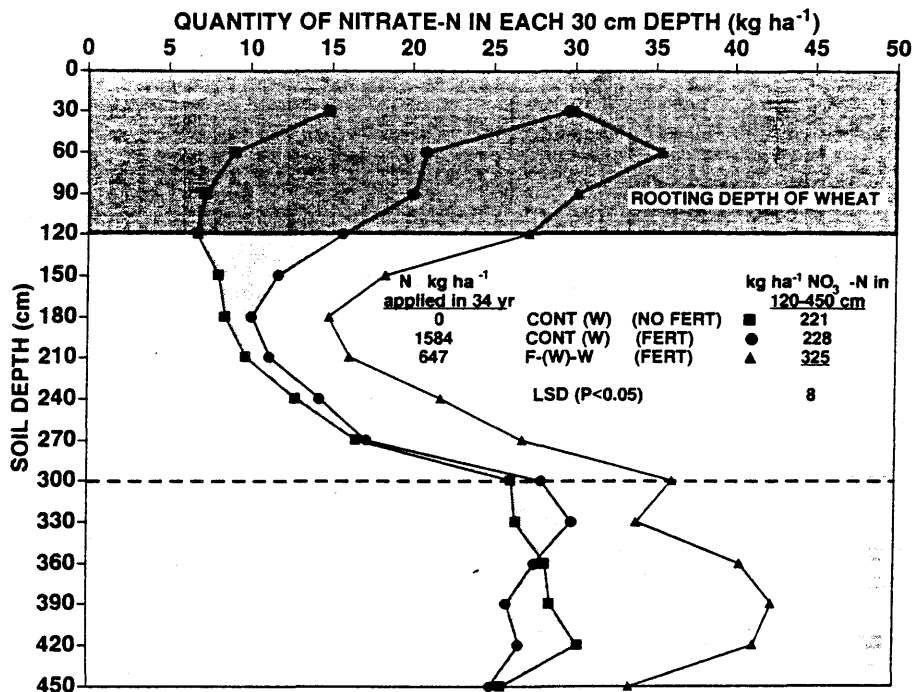 QUANTITY OF NITRATE-N IN EACH 30 cm DEPTH (kg ha⁻¹)
0 5 10 15 20 25 30 35 40 45 50
SOIL DEPTH (cm)
0
30
60
90
ROOTING DEPTH OF WHEAT
120
150
N kg ha⁻¹ kg ha⁻¹ NO₃ -N in
applied in 34 yr 120-450 cm
180
0 CONT (W) (NO FERT) ■ 221
1584 CONT (W) (FERT) ● 228
210
647 F-(W)-W (FERT) ▲ 325
240
LSD (P<0.05) 8
270
300
330
360
390
420
450